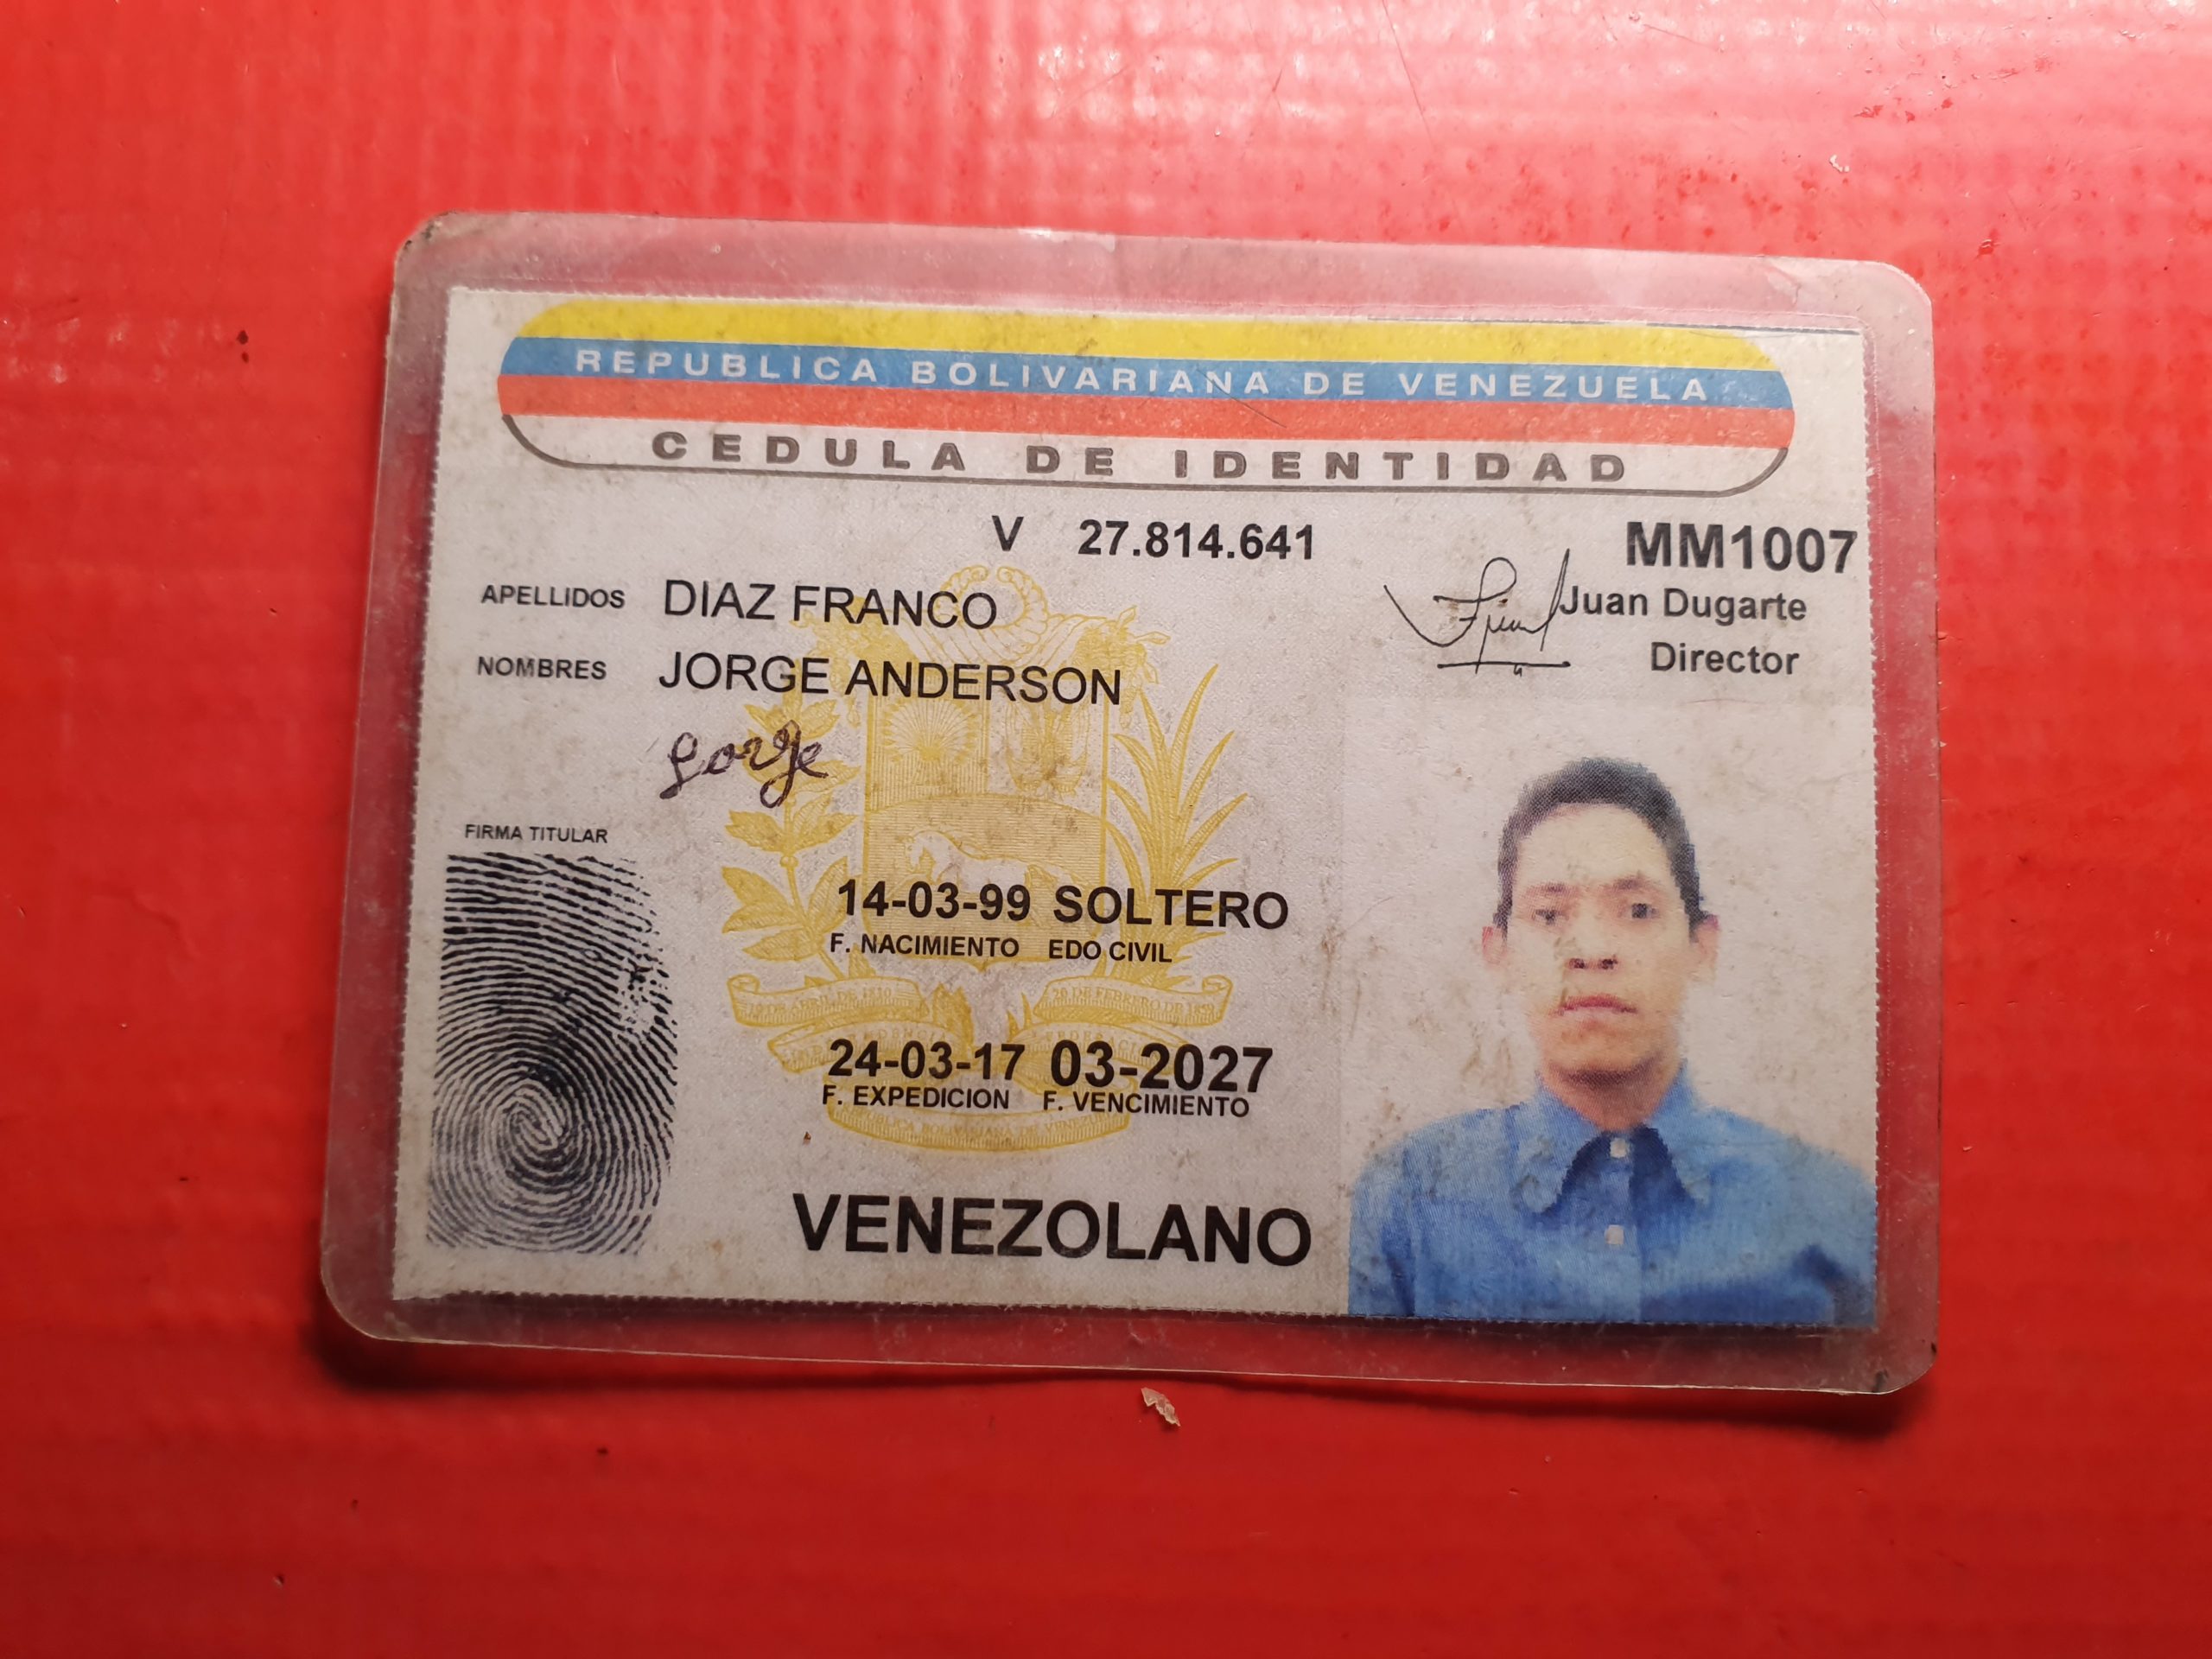 REPUBLICA BOLIVARIANA DE VENEZUELA
CEDULA DE IDENTIDAD
V 27.814.641
MM1007
Juan Dugarte
Director
APELLIDOS DIAZ FRANCO
NOMBRES JORGE ANDERSON
Jorge
FIRMA TITULAR
14-03-99 SOLTERO
F. NACIMIENTO EDO CIVIL
24-03-17 03-2027
F. EXPEDICION F. VENCIMIENTO
VENEZOLANO